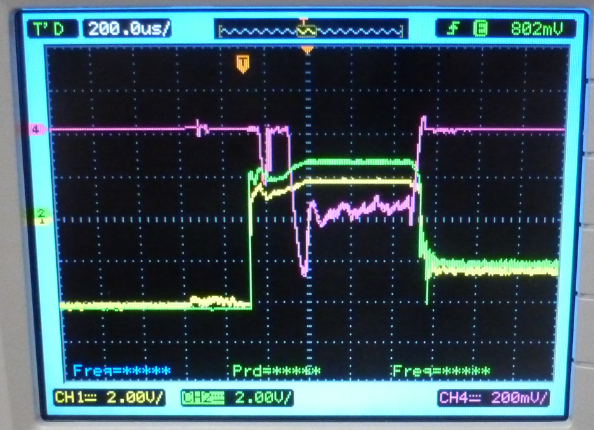 T'D 200.0us/ T 802mV
T
4
2
1
Freq=***** Prd=***** Freq=*****
CH1 2.00V/ CH2 2.00V/ CH4 200mV/